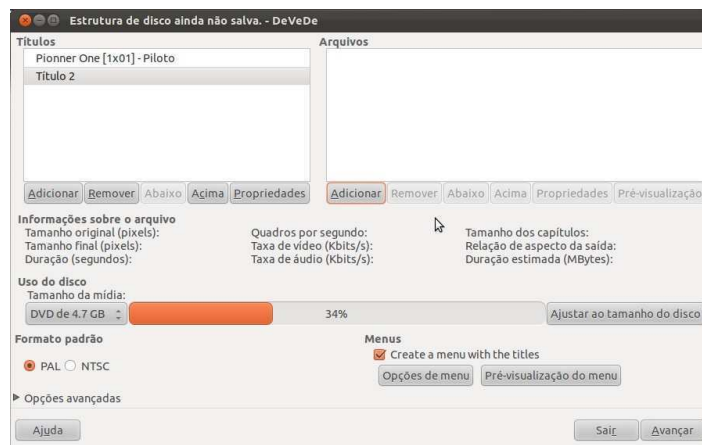 Estrutura de disco ainda não salva. - DeVeDe
Títulos
Pionner One [1x01] - Piloto
Título 2
Adicionar Remover Abaixo Acima Propriedades
Arquivos
Adicionar Remover Abaixo Acima Propriedades Pré-visualização
Informações sobre o arquivo
Tamanho original (pixels):
Tamanho final (pixels):
Duração (segundos):
Quadros por segundo:
Taxa de vídeo (Kbits/s):
Taxa de áudio (Kbits/s):
Tamanho dos capítulos:
Relação de aspecto da saída:
Duração estimada (MBytes):
Uso do disco
Tamanho da mídia:
DVD de 4.7 GB 34% Ajustar ao tamanho do disco
Formato padrão
PAL NTSC
Menus
Create a menu with the titles
Opções de menu Pré-visualização do menu
Opções avançadas
Ajuda Sair Avançar